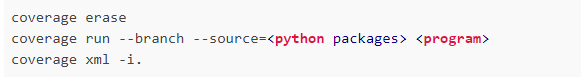 coverage erase
coverage run --branch --source=<python packages> <program>
coverage xml -i.